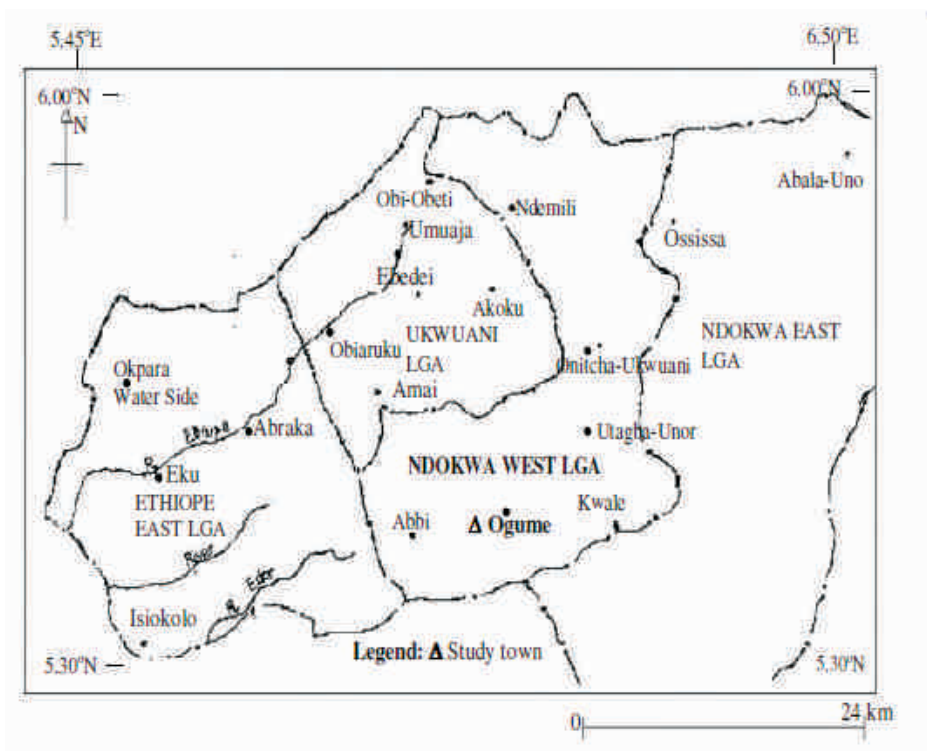 5.45°E
6.50°E
6.00°N
6.00°N
N
Abala-Uno
Obi-Obeti
Ndemili
Umuaja
Ossissa
Ebedei
Akoku
UKWUANI
LGA
NDOKWA EAST
LGA
Obiaruku
Onitcha-Ukwuani
Okpara
Water Side
Amai
Abraka
Utagba-Unor
R.
Eku
NDOKWA WEST LGA
ETHIOPE
EAST LGA
Abbi
Δ Ogume
Kwale
River
R.
Isiokolo
Legend: Δ Study town
5.30°N
5.30°N
0
24 km